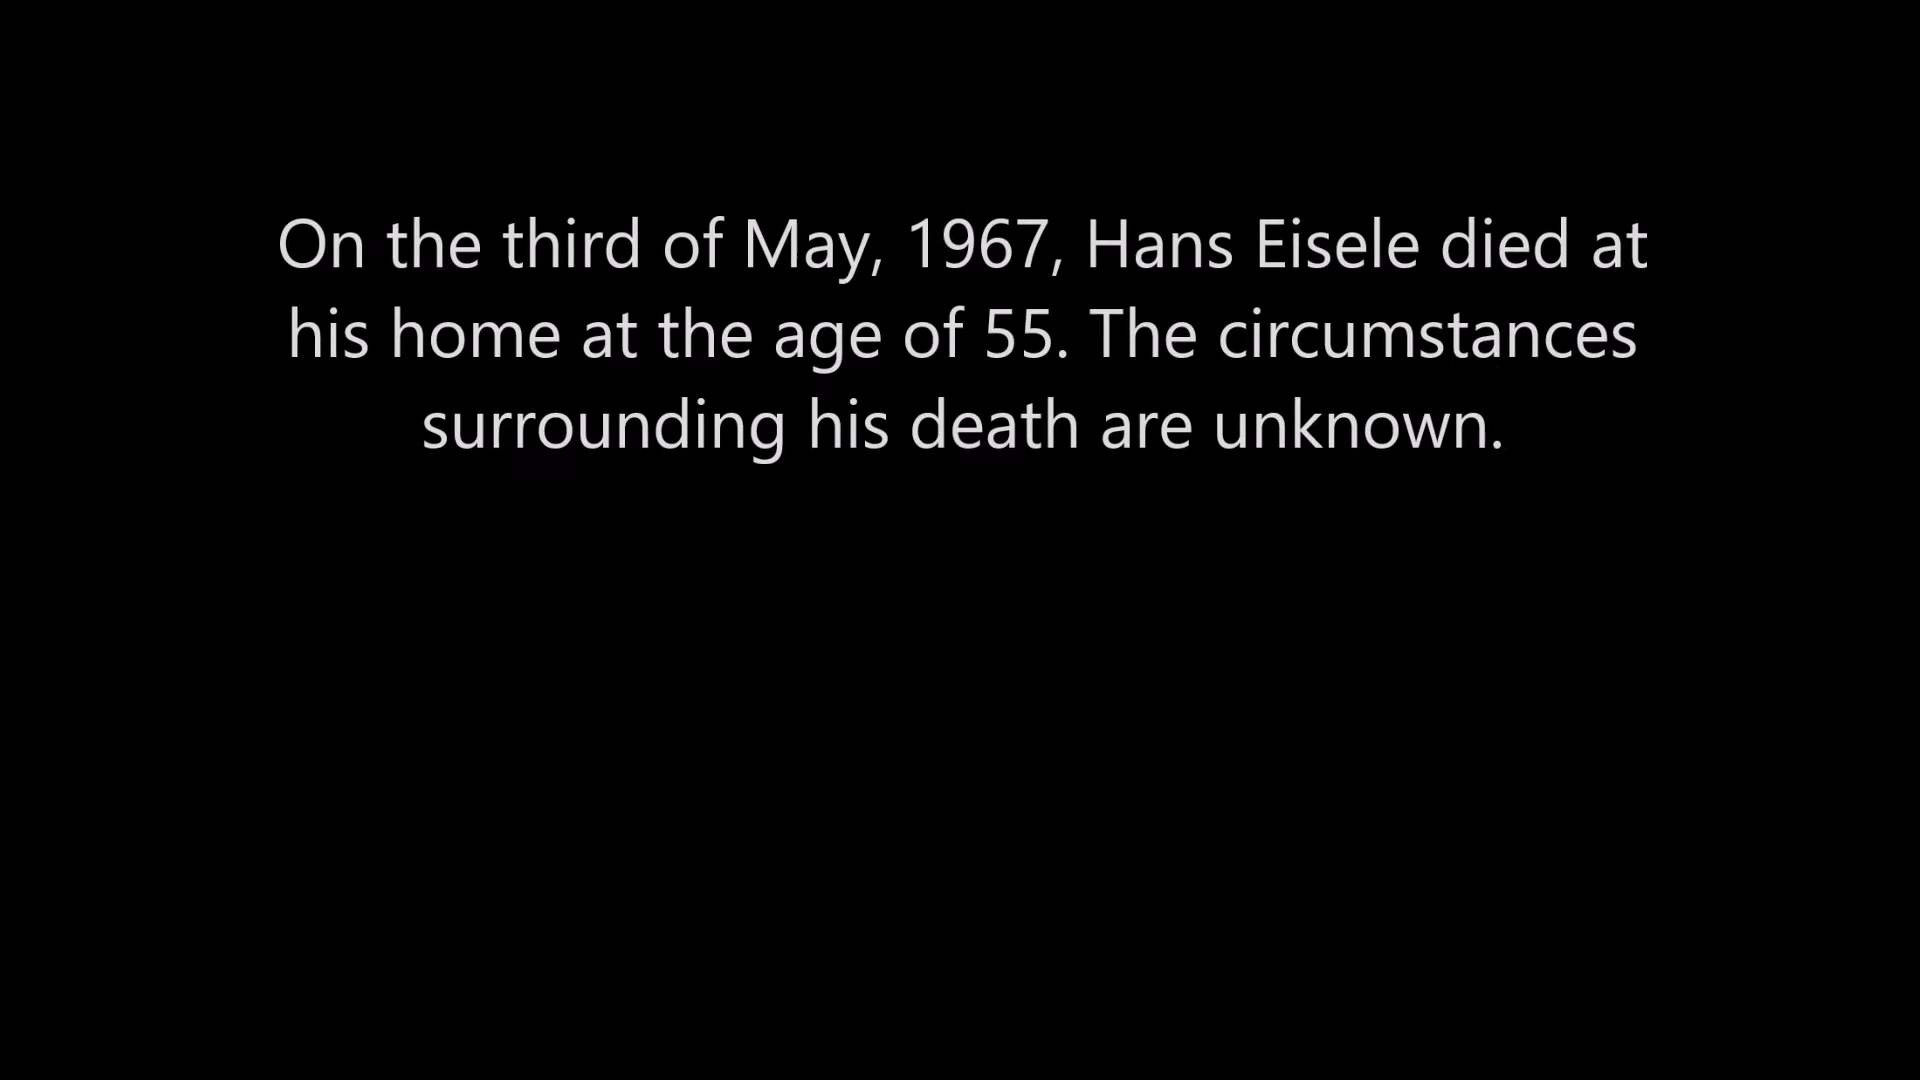 On the third of May, 1967, Hans Eisele died at
his home at the age of 55. The circumstances
surrounding his death are unknown.